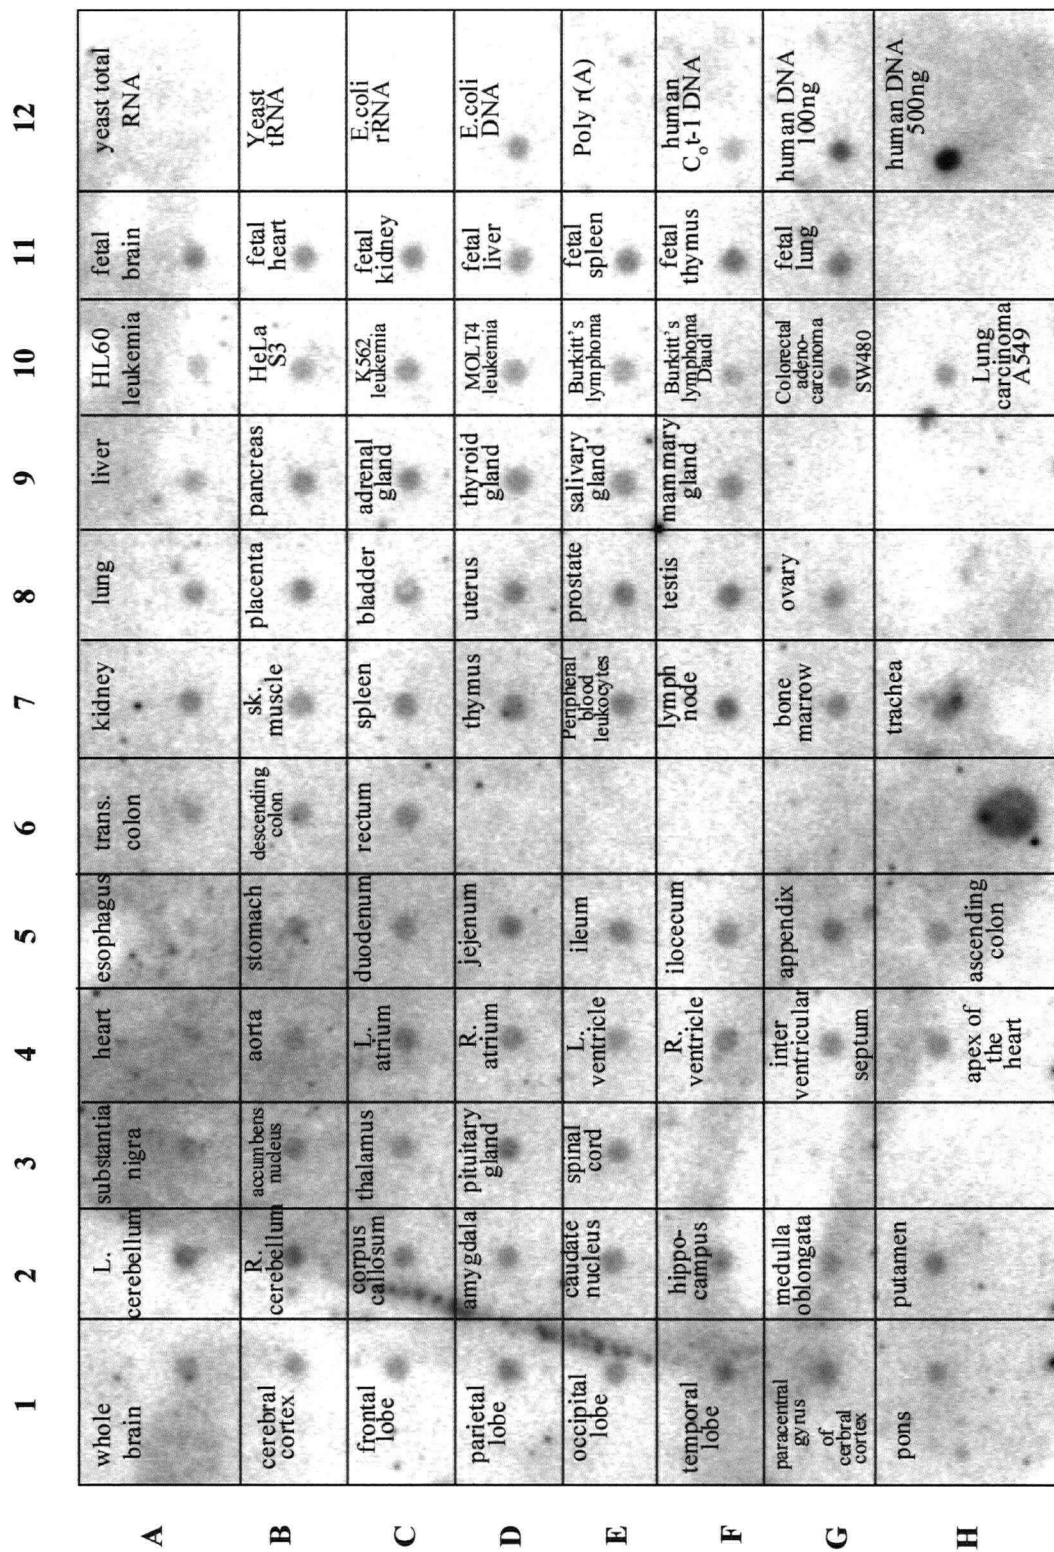 1 2 3 4 5 6 7 8 9 10 11 12
A
whole
brain
L.
cerebellum
substantia
nigra
heart
esophagus
trans.
colon
kidney
lung
liver
HL60
leukemia
fetal
brain
yeast total
RNA
B
cerebral
cortex
R.
cerebellum
accumbens
nucleus
aorta
stomach
descending
colon
sk.
muscle
placenta
pancreas
HeLa
S3
fetal
heart
Yeast
tRNA
C
frontal
lobe
corpus
callosum
thalamus
L.
atrium
duodenum
rectum
spleen
bladder
adrenal
gland
K562
leukemia
fetal
kidney
E.coli
rRNA
D
parietal
lobe
amygdala
pituitary
gland
R.
atrium
jejenum
thymus
uterus
thyroid
gland
MOLT4
leukemia
fetal
liver
E.coli
DNA
E
occipital
lobe
caudate
nucleus
spinal
cord
L.
ventricle
ileum
Peripheral
blood
leukocytes
prostate
salivary
gland
Burkitt's
lymphoma
fetal
spleen
Poly r(A)
F
temporal
lobe
hippo-
campus
R.
ventricle
ilocecum
lymph
node
testis
mammary
gland
Burkitt's
lymphoma
Daudi
fetal
thymus
human
Cot-1 DNA
G
paracentral
gyrus
of
cerbral
cortex
medulla
oblongata
inter
ventricular
septum
appendix
bone
marrow
ovary
Colorectal
adeno-
carcinoma
SW480
fetal
lung
human DNA
100ng
H
pons
putamen
apex of
the
heart
ascending
colon
trachea
Lung
carcinoma
A549
human DNA
500ng